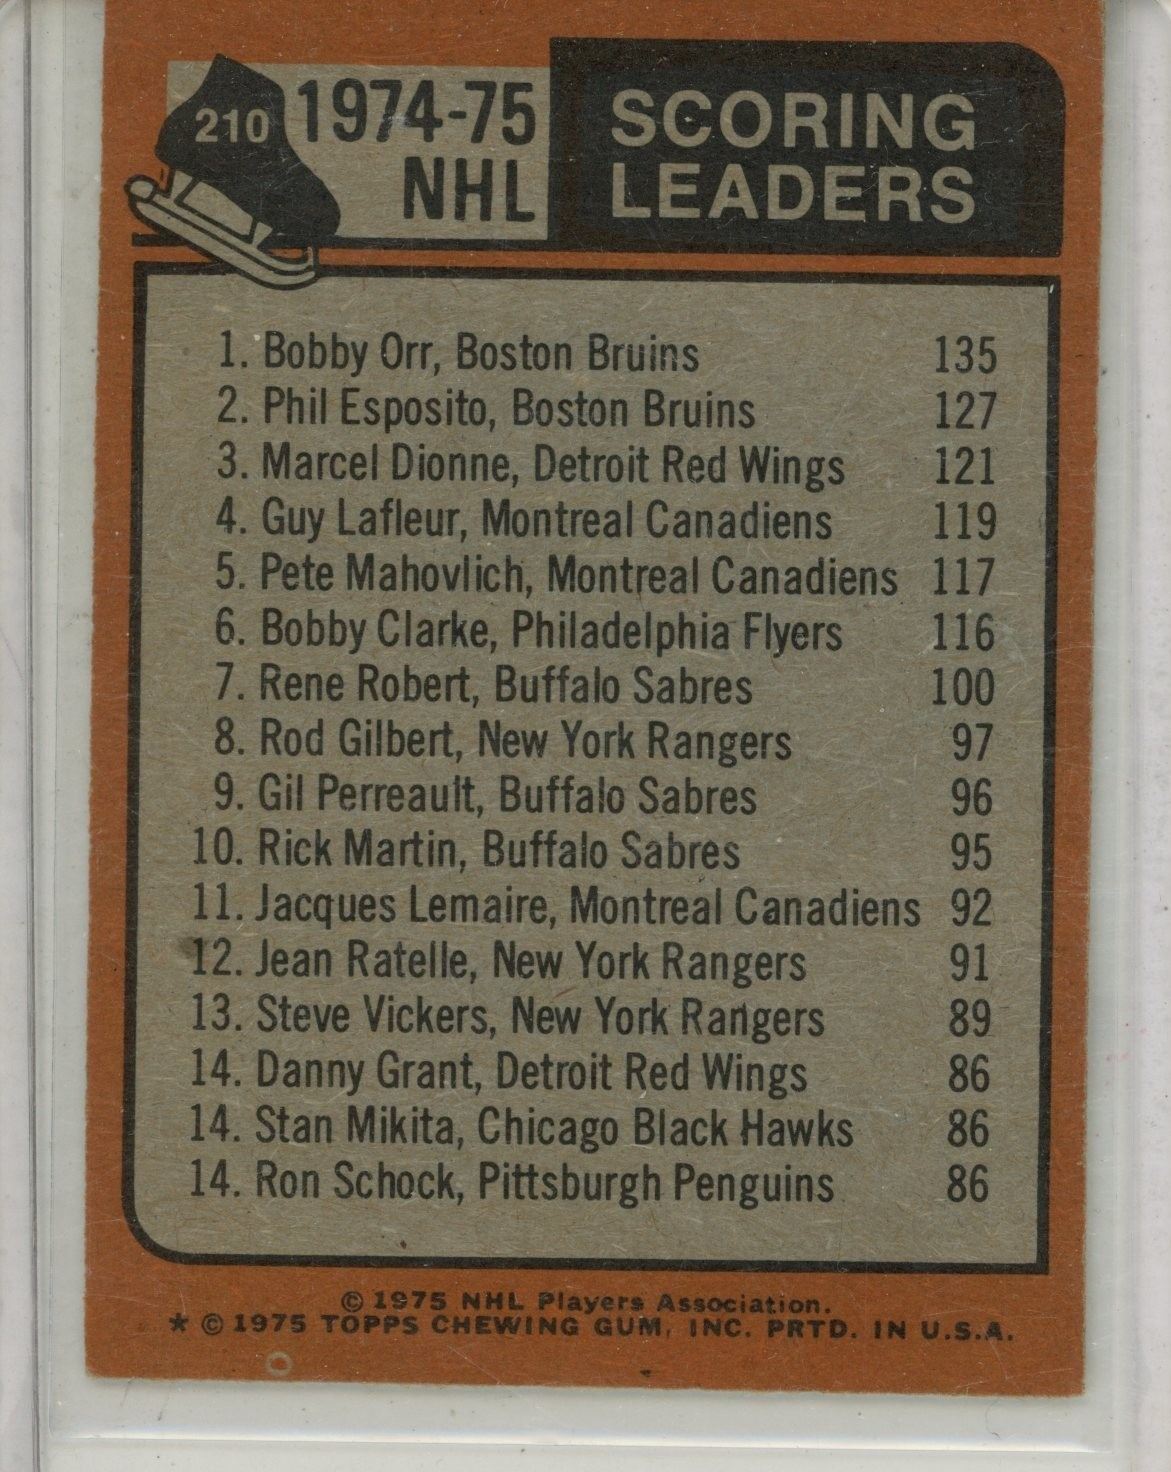 210
1974-75
NHL
SCORING
LEADERS
1. Bobby Orr, Boston Bruins 135
2. Phil Esposito, Boston Bruins 127
3. Marcel Dionne, Detroit Red Wings 121
4. Guy Lafleur, Montreal Canadiens 119
5. Pete Mahovlich, Montreal Canadiens 117
6. Bobby Clarke, Philadelphia Flyers 116
7. Rene Robert, Buffalo Sabres 100
8. Rod Gilbert, New York Rangers 97
9. Gil Perreault, Buffalo Sabres 96
10. Rick Martin, Buffalo Sabres 95
11. Jacques Lemaire, Montreal Canadiens 92
12. Jean Ratelle, New York Rangers 91
13. Steve Vickers, New York Rangers 89
14. Danny Grant, Detroit Red Wings 86
14. Stan Mikita, Chicago Black Hawks 86
14. Ron Schock, Pittsburgh Penguins 86
© 1975 NHL Players Association.
* © 1975 TOPPS CHEWING GUM, INC. PRTD. IN U.S.A.